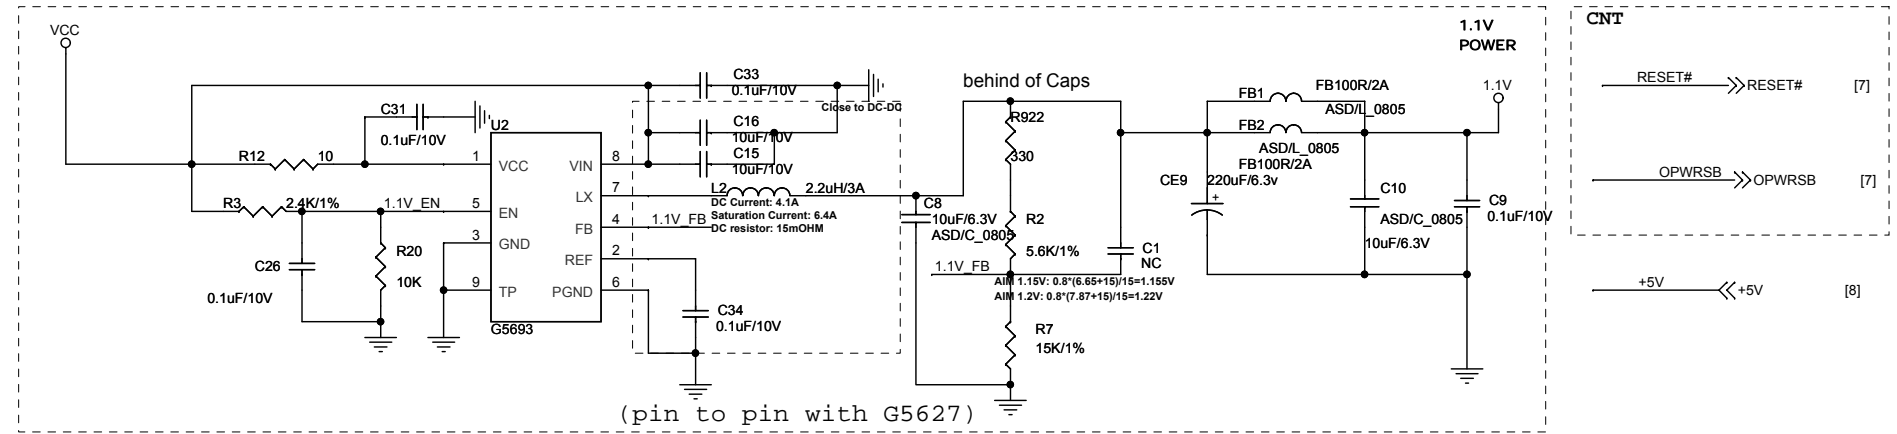 VCC
1.1V
POWER
CNT
C33
0.1uF/10V
behind of Caps
FB1
FB100R/2A
ASD/L_0805
1.1V
RESET#
RESET#
[7]
C31
0.1uF/10V
Close to DC-DC
U2
C16
10uF/10V
R922
330
FB2
ASD/L_0805
FB100R/2A
R12
10
1
VCC
VIN
8
C15
10uF/10V
CE9
220uF/6.3v
+
OPWRSB
OPWRSB
[7]
LX
7
L2
2.2uH/3A
DC Current: 4.1A
Saturation Current: 6.4A
DC resistor: 15mOHM
R3
2.4K/1%
1.1V_EN
5
EN
FB
4
1.1V_FB
C8
10uF/6.3V
ASD/C_0805
R2
5.6K/1%
C10
ASD/C_0805
10uF/6.3V
C9
0.1uF/10V
3
GND
REF
2
C1
NC
C26
0.1uF/10V
R20
10K
1.1V_FB
AIM 1.15V: 0.8*(6.65+15)/15=1.155V
AIM 1.2V: 0.8*(7.87+15)/15=1.22V
9
TP
PGND
6
+5V
+5V
[8]
G5693
C34
0.1uF/10V
R7
15K/1%
(pin to pin with G5627)